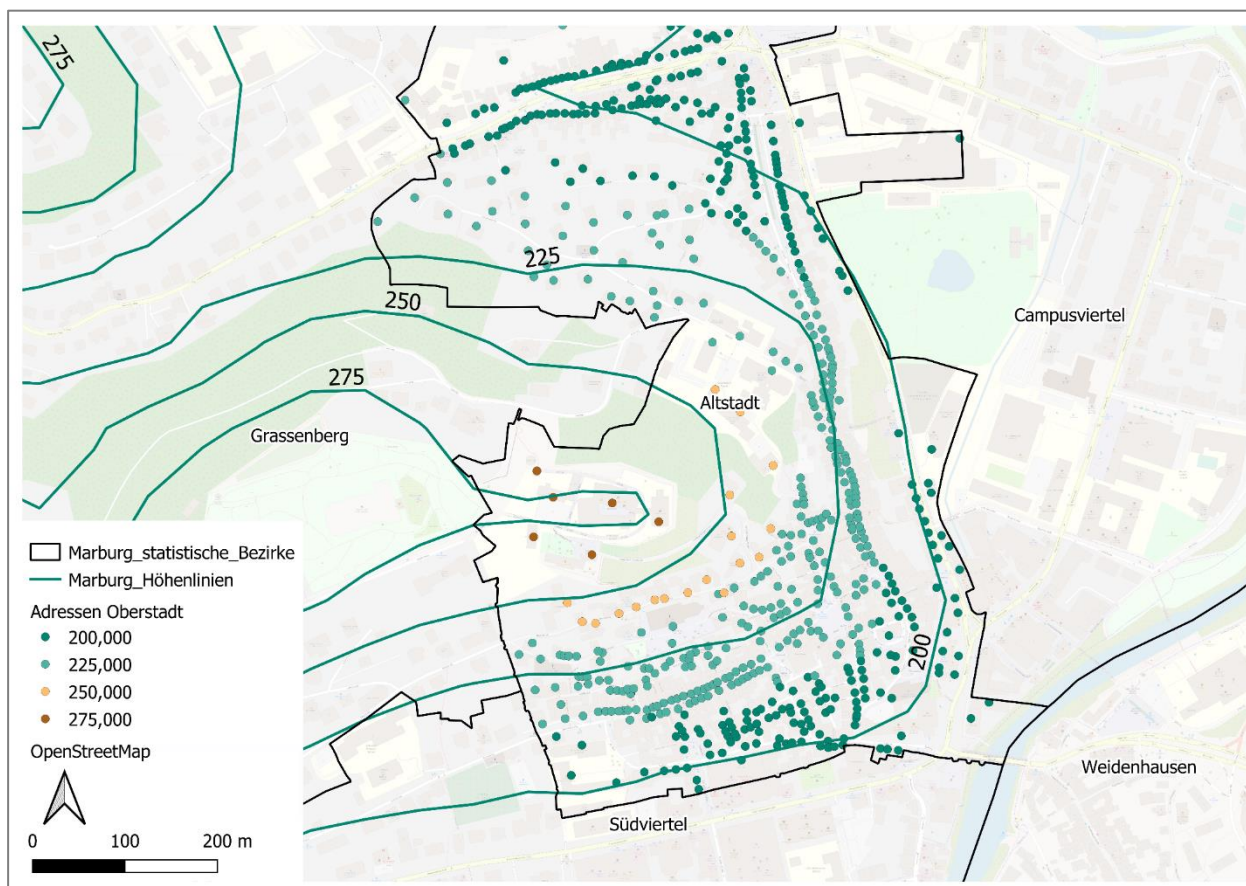 275
225
250
Campusviertel
275
Altstadt
Grassenberg
Marburg_statistische_Bezirke
Marburg_Höhenlinien
Adressen Oberstadt
200,000
225,000
250,000
275,000
200
OpenStreetMap
Weidenhausen
Südviertel
0 100 200 m